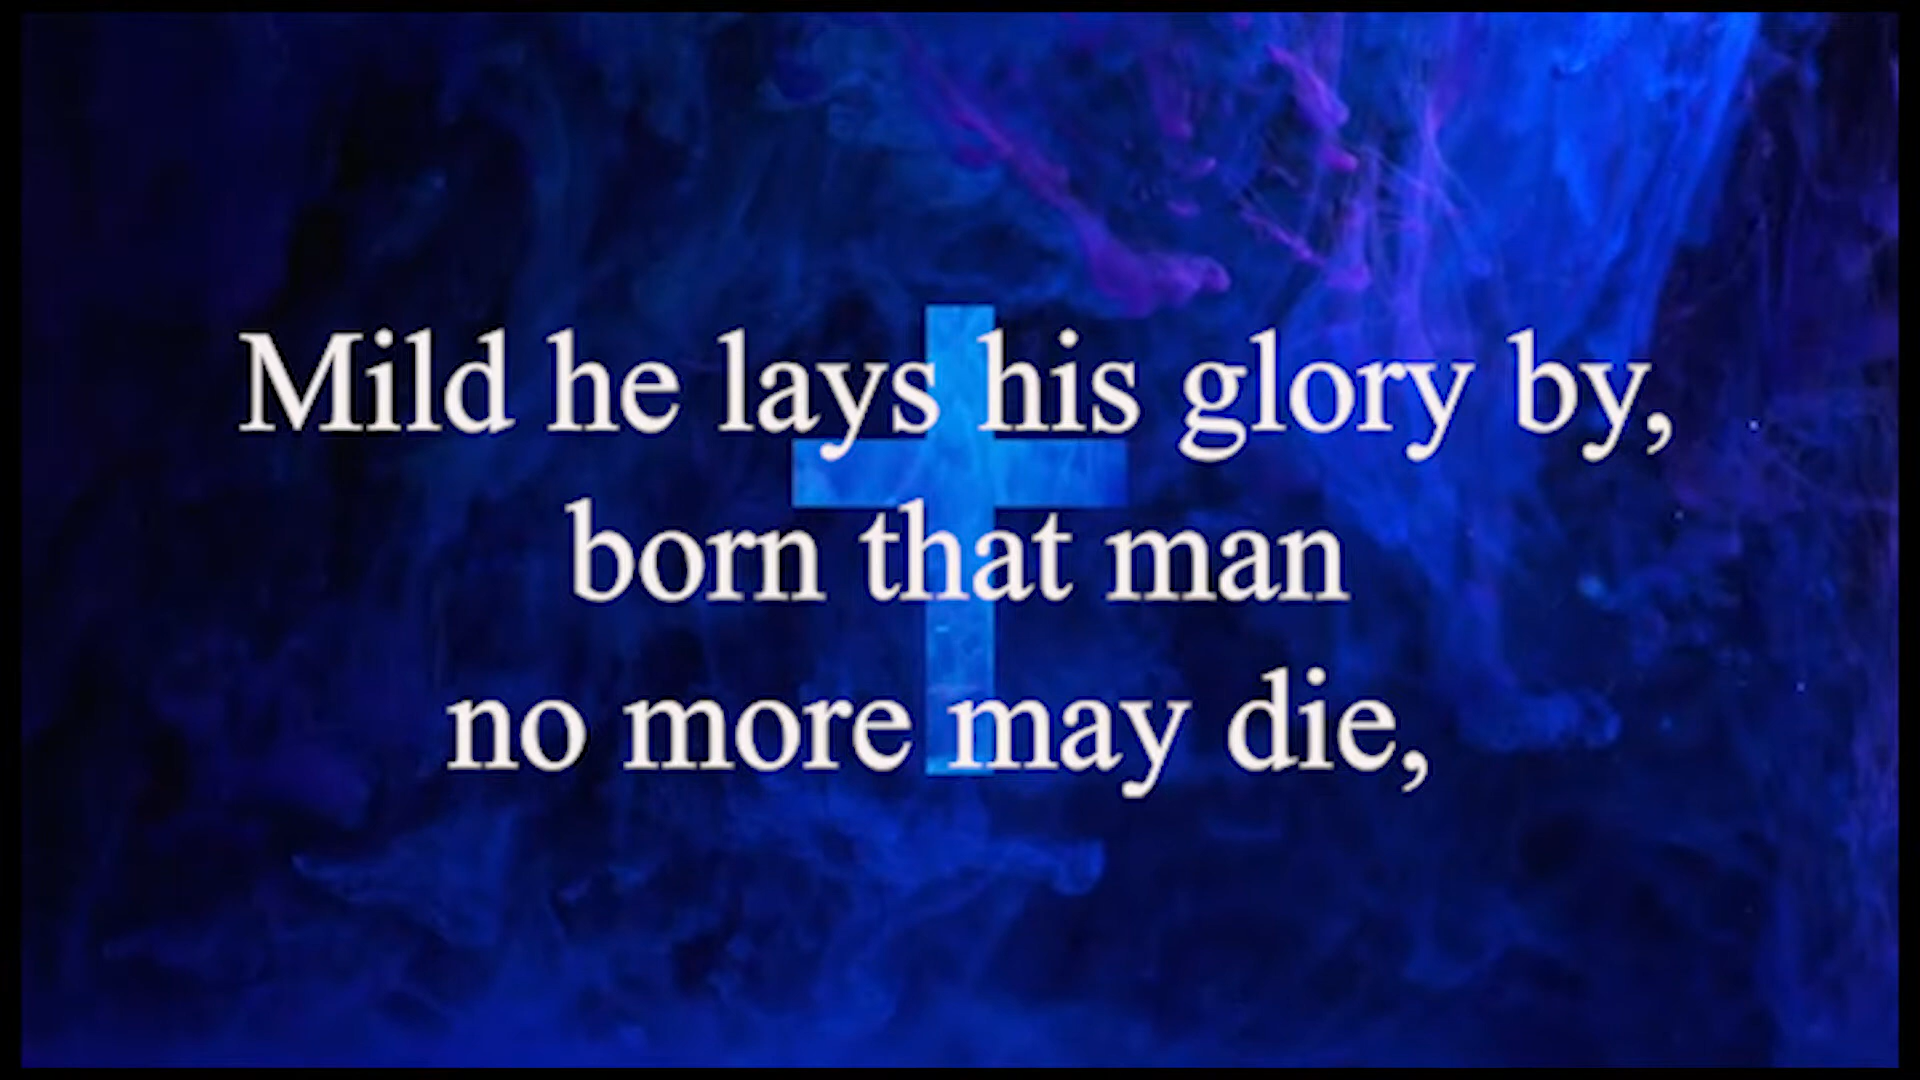 Mild he lays his glory by,
born that man
no more may die,